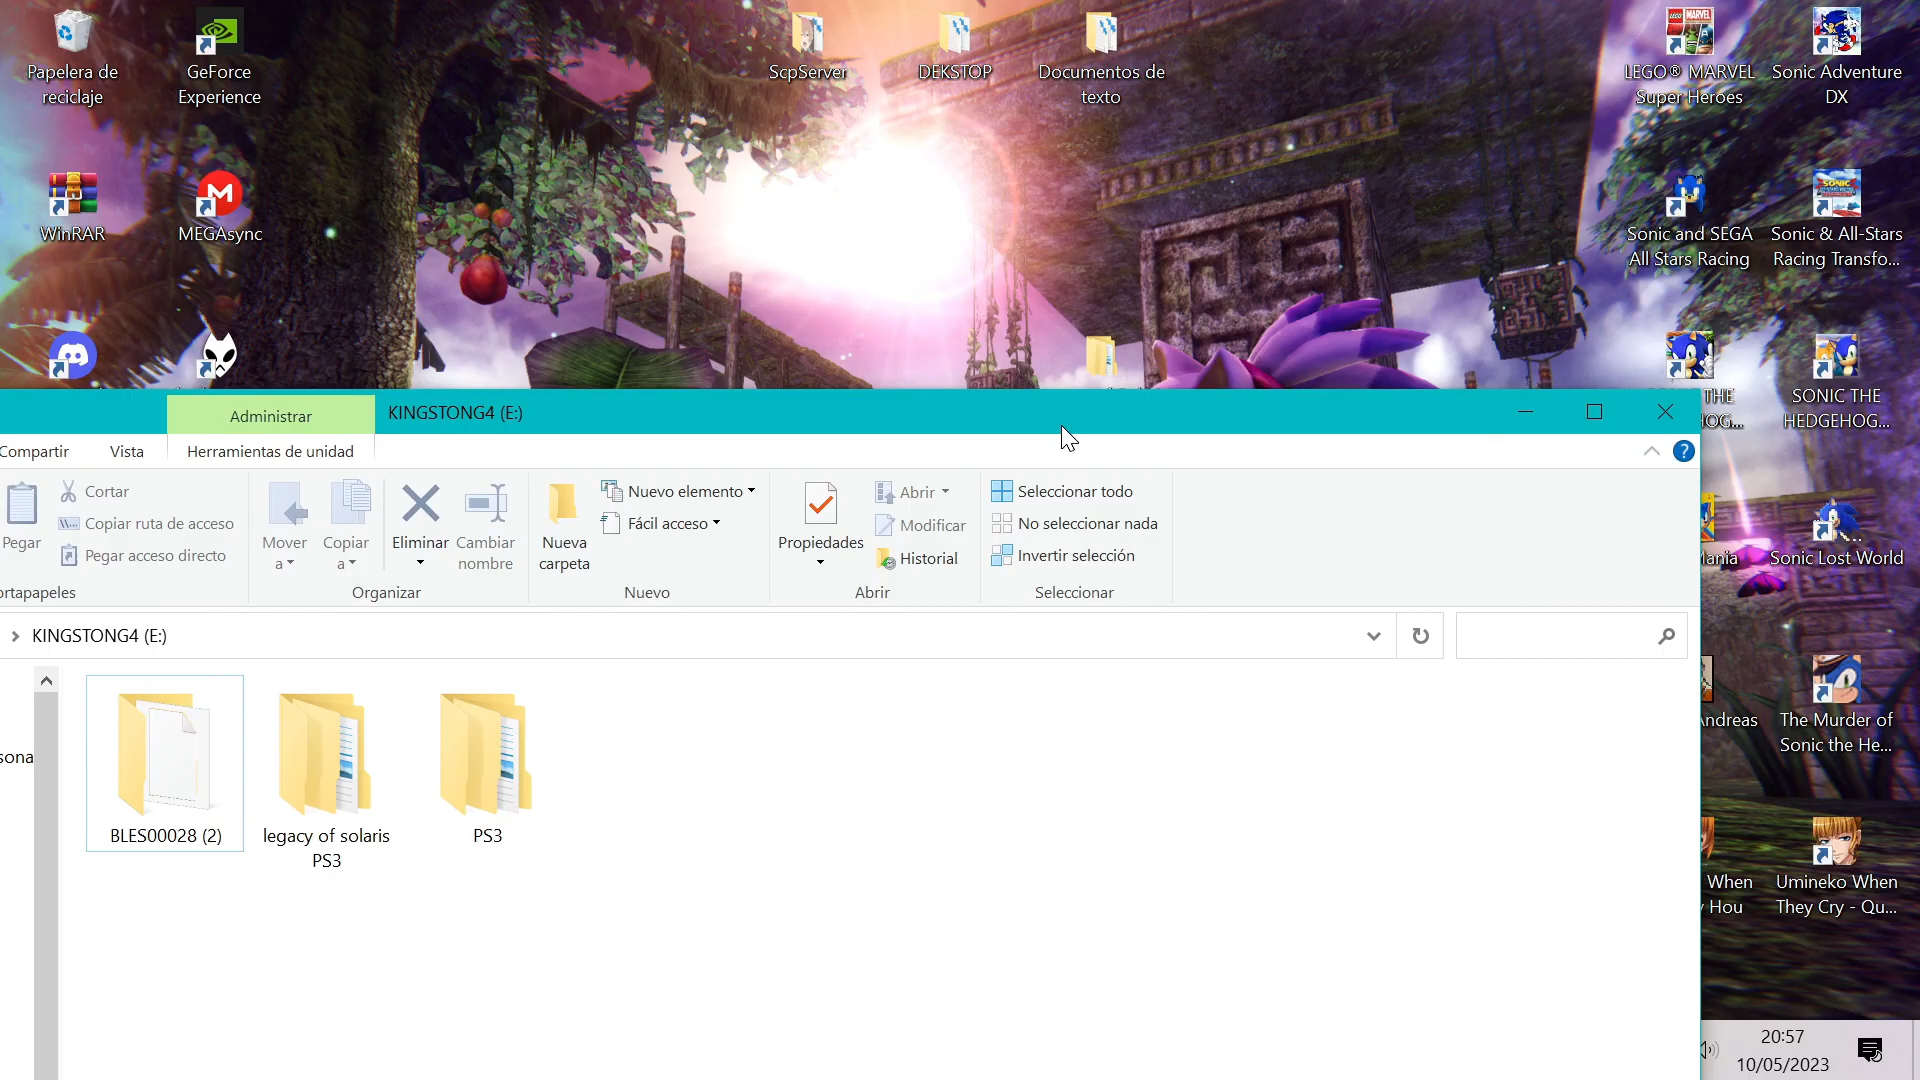 Papelera de
reciclaje
GeForce
Experience
ScpServer
DEKSTOP
Documentos de
texto
LEGO® MARVEL
Super Heroes
Sonic Adventure
DX
WinRAR
MEGAsync
Sonic and SEGA
All Stars Racing
Sonic & All-Stars
Racing Transfo...
THE
HOG...
SONIC THE
HEDGEHOG...
Administrar
KINGSTONG4 (E:)
Compartir
Vista
Herramientas de unidad
Pegar
Cortar
Copiar ruta de acceso
Pegar acceso directo
ortapapeles
Mover
a
Copiar
a
Eliminar
Cambiar
nombre
Organizar
Nueva
carpeta
Nuevo elemento
Fácil acceso
Nuevo
Propiedades
Abrir
Modificar
Historial
Abrir
Seleccionar todo
No seleccionar nada
Invertir selección
Seleccionar
KINGSTONG4 (E:)
sona
BLES00028 (2)
legacy of solaris
PS3
PS3
Mania
Sonic Lost World
Andreas
The Murder of
Sonic the He...
When
y Hou
Umineko When
They Cry - Qu...
20:57
10/05/2023